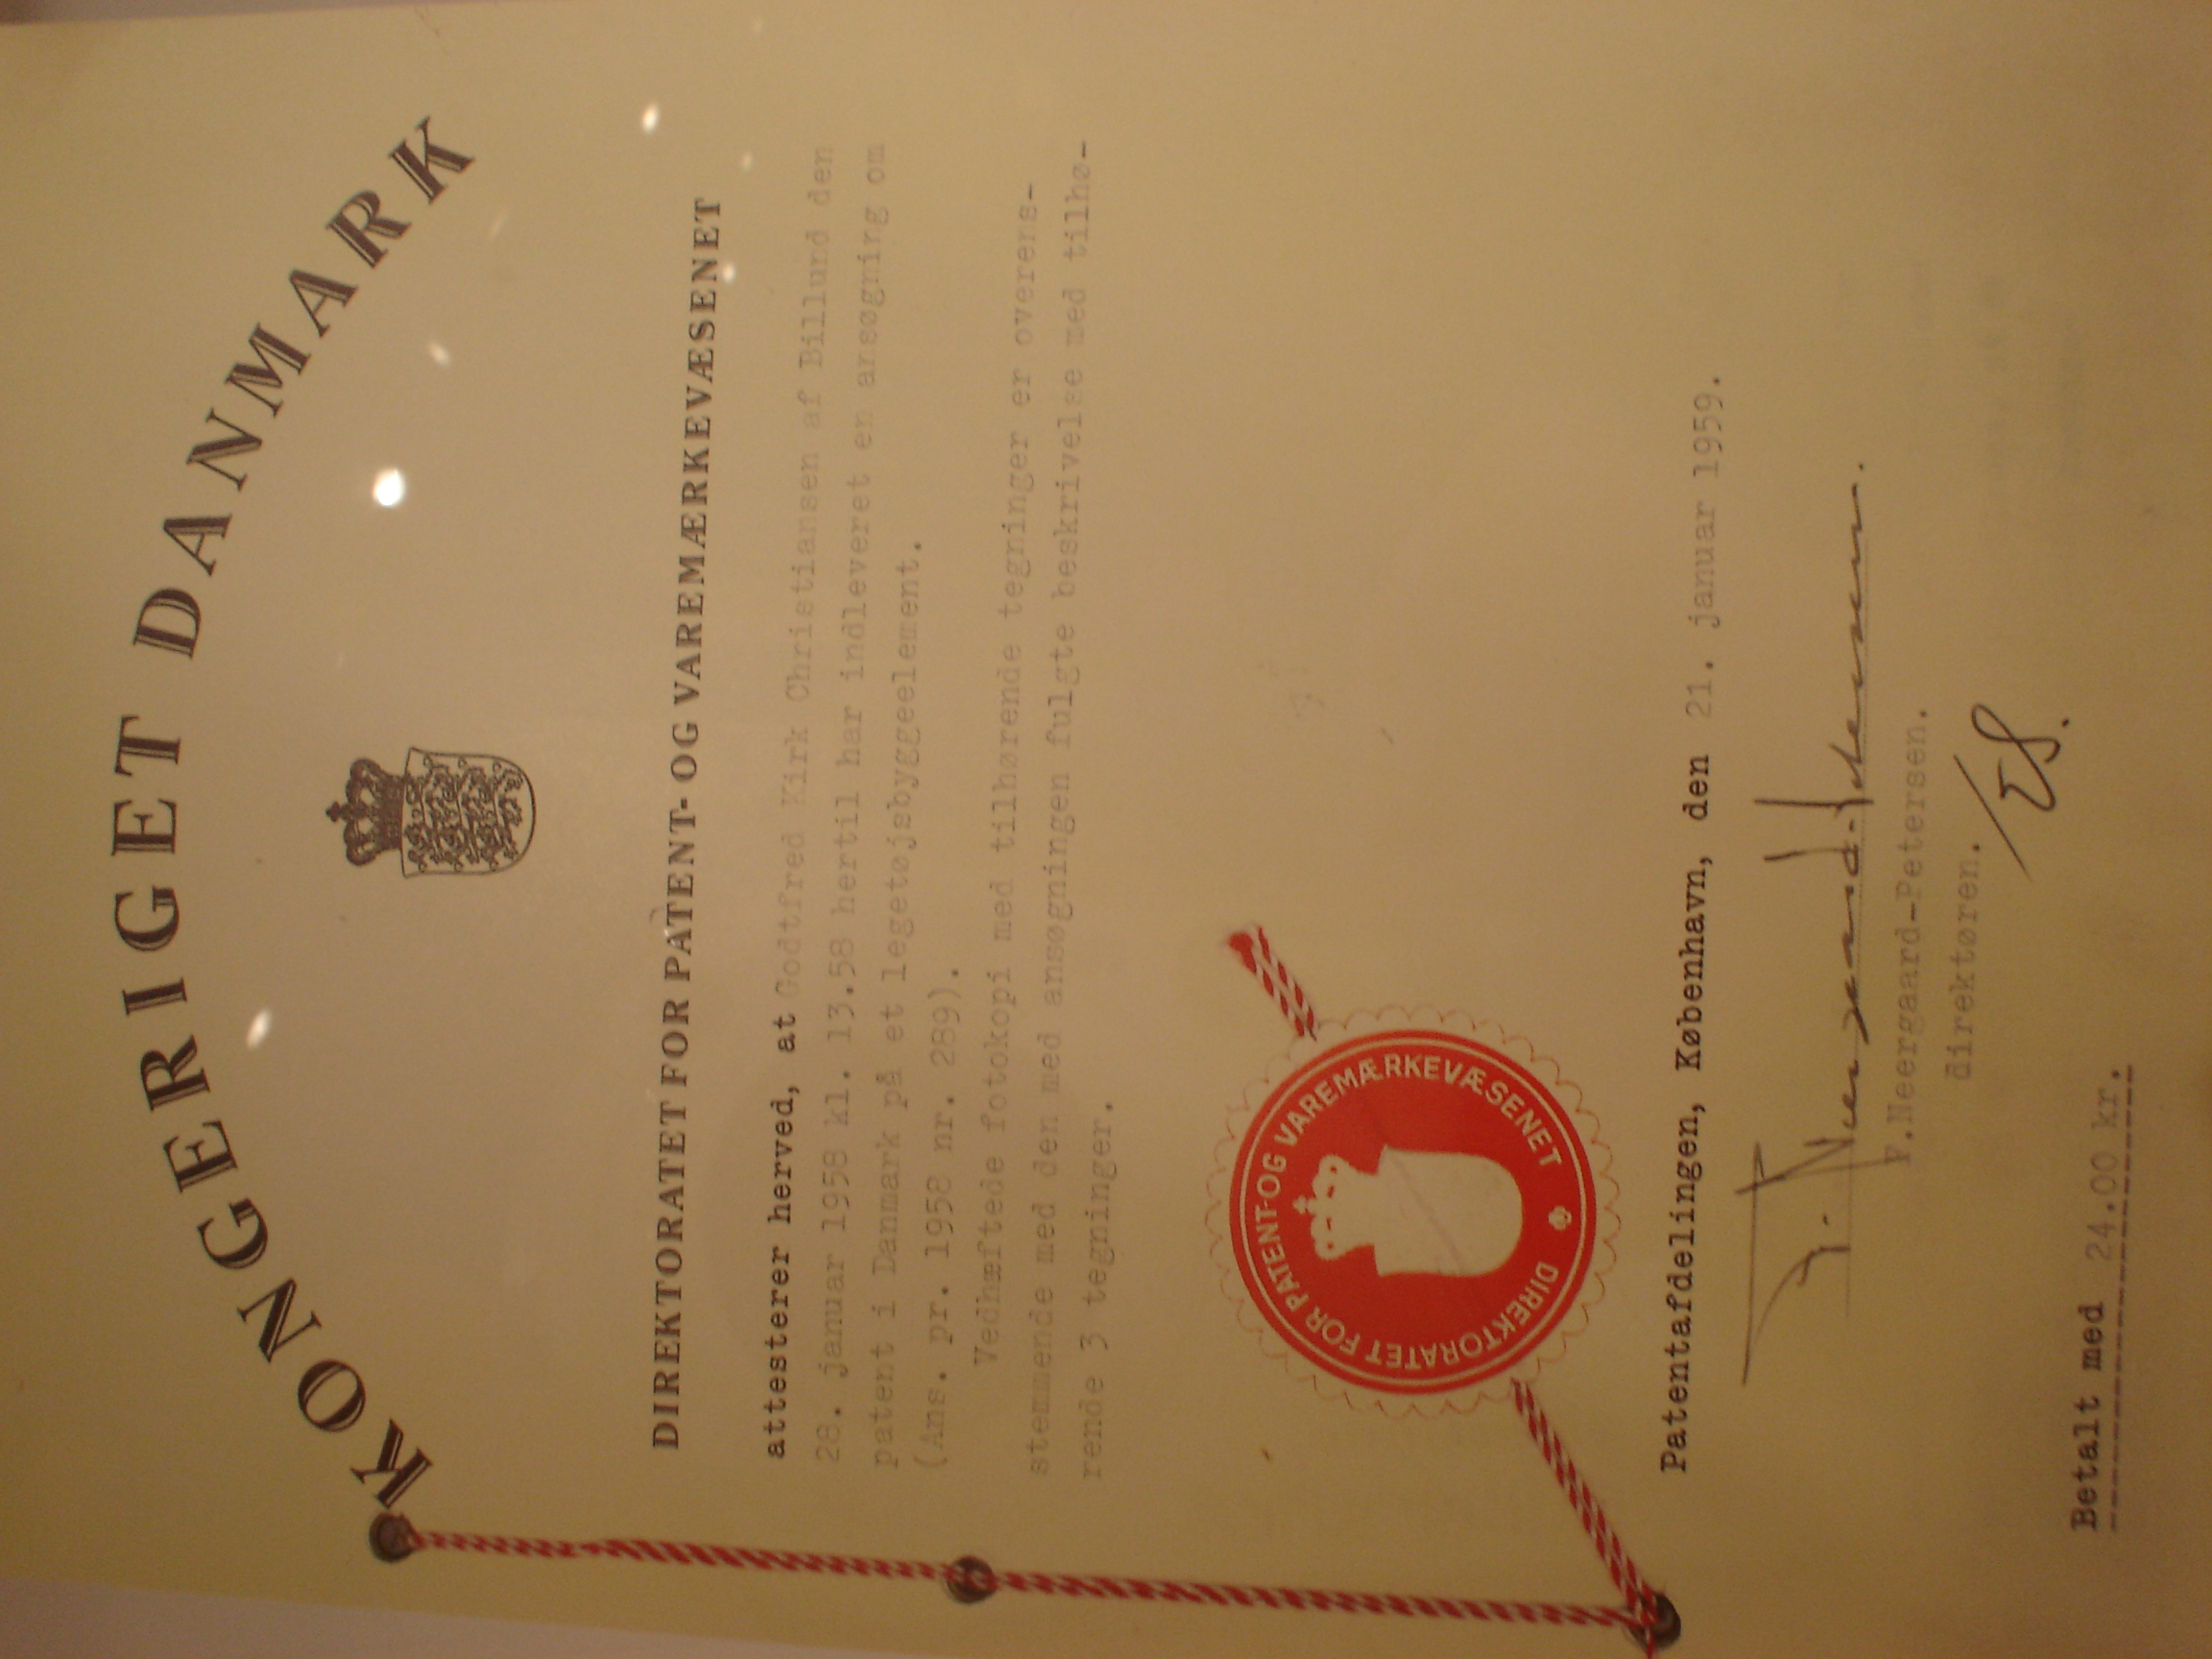 KONGERIGET DANMARK
DIREKTORATET FOR PATENT- OG VAREMÆRKEVÆSENET
attesterer herved, at Godtfred Kirk Christiansen af Billund den
28. januar 1958 kl. 13.58 hertil har indleveret en ansøgning om
patent i Danmark på et legetøjsbyggeelement.
(Ans. pr. 1958 nr. 289).
Vedhæftede fotokopi med tilhørende tegninger er overens-
stemmende med den med ansøgningen fulgte beskrivelse med tilhø-
rende 3 tegninger.
DIREKTORATET FOR PATENT-OG VAREMÆRKEVÆSENET
Patentafdelingen, København, den 21. januar 1959.
F. Neergaard-Petersen.
F.Neergaard-Petersen.
direktøren.
Betalt med 24.00 kr.